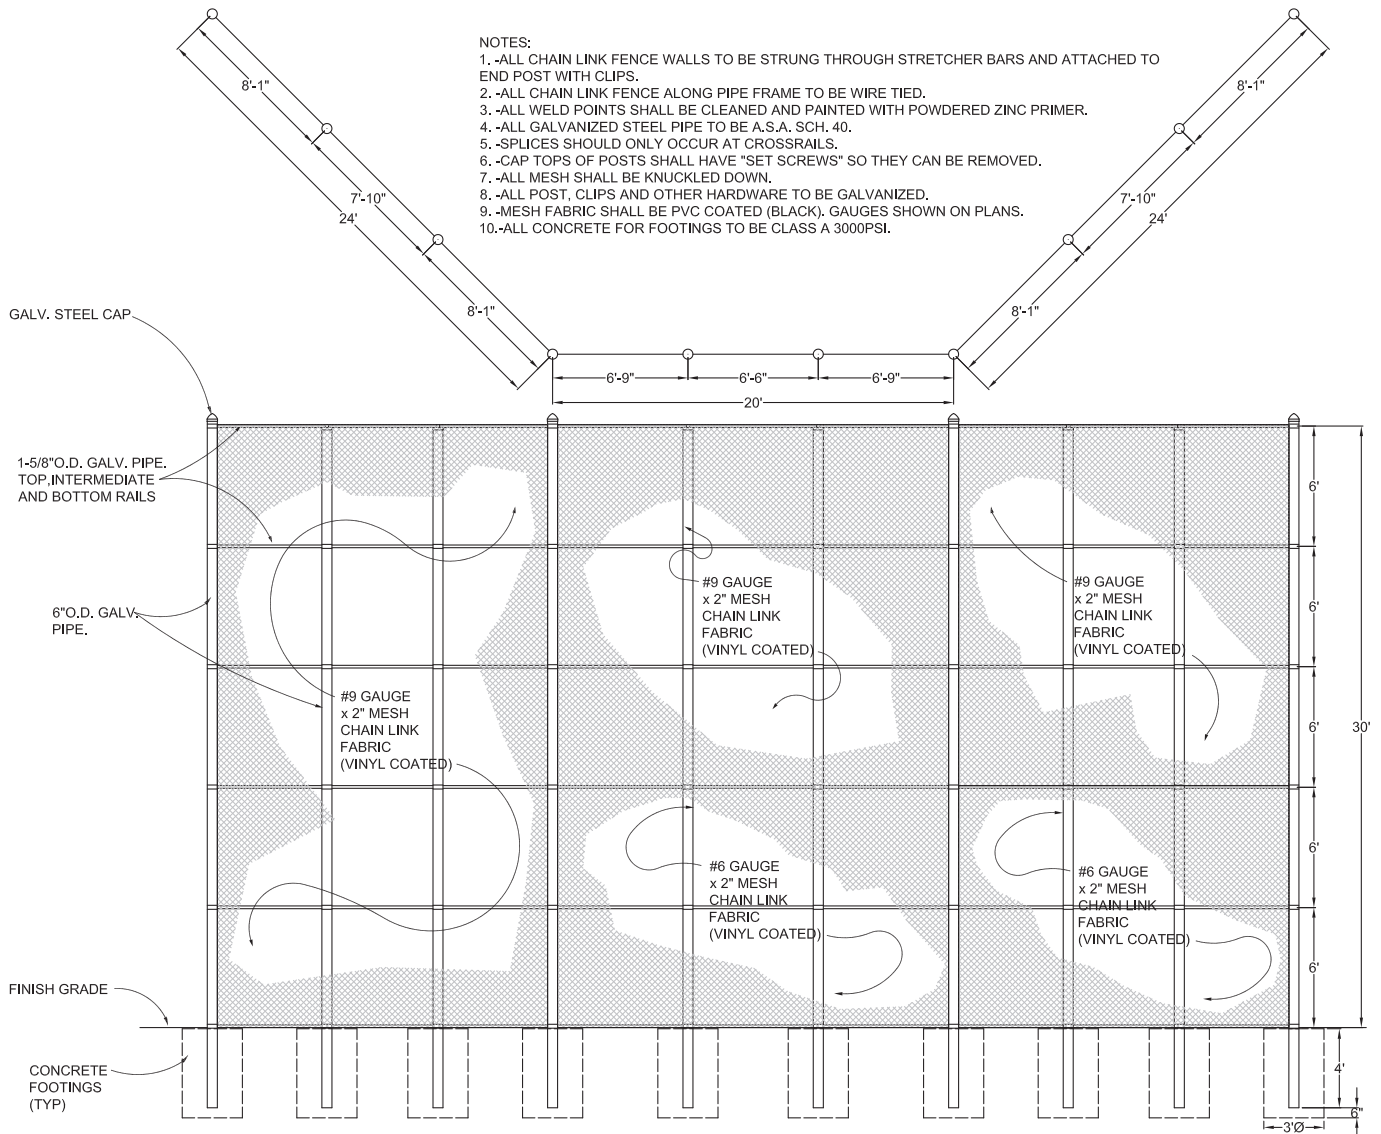 NOTES:
1. -ALL CHAIN LINK FENCE WALLS TO BE STRUNG THROUGH STRETCHER BARS AND ATTACHED TO
END POST WITH CLIPS.
2. -ALL CHAIN LINK FENCE ALONG PIPE FRAME TO BE WIRE TIED.
3. -ALL WELD POINTS SHALL BE CLEANED AND PAINTED WITH POWDERED ZINC PRIMER.
4. -ALL GALVANIZED STEEL PIPE TO BE A.S.A. SCH. 40.
5. -SPLICES SHOULD ONLY OCCUR AT CROSSRAILS.
6. -CAP TOPS OF POSTS SHALL HAVE "SET SCREWS" SO THEY CAN BE REMOVED.
7. -ALL MESH SHALL BE KNUCKLED DOWN.
8. -ALL POST, CLIPS AND OTHER HARDWARE TO BE GALVANIZED.
9. -MESH FABRIC SHALL BE PVC COATED (BLACK). GAUGES SHOWN ON PLANS.
10.-ALL CONCRETE FOR FOOTINGS TO BE CLASS A 3000PSI.
8'-1"
7'-10"
24'
8'-1"
8'-1"
7'-10"
24'
8'-1"
6'-9"
6'-6"
6'-9"
20'
GALV. STEEL CAP
1-5/8"O.D. GALV. PIPE.
TOP,INTERMEDIATE
AND BOTTOM RAILS
6"O.D. GALV.
PIPE.
#9 GAUGE
x 2" MESH
CHAIN LINK
FABRIC
(VINYL COATED)
#9 GAUGE
x 2" MESH
CHAIN LINK
FABRIC
(VINYL COATED)
#9 GAUGE
x 2" MESH
CHAIN LINK
FABRIC
(VINYL COATED)
#6 GAUGE
x 2" MESH
CHAIN LINK
FABRIC
(VINYL COATED)
#6 GAUGE
x 2" MESH
CHAIN LINK
FABRIC
(VINYL COATED)
6'
6'
6'
6'
6'
30'
FINISH GRADE
CONCRETE
FOOTINGS
(TYP)
4'
6"
3'Ø